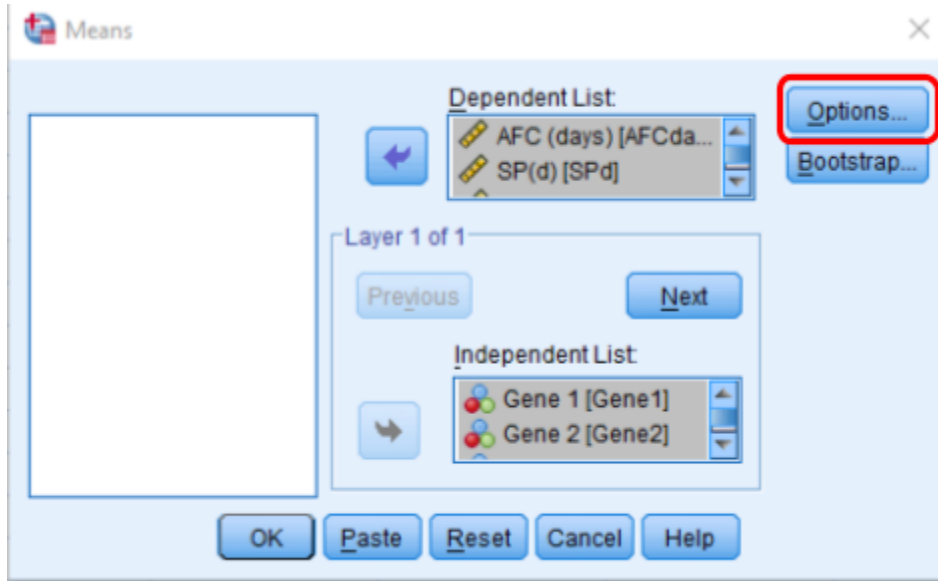 Means
Dependent List:
Options...
AFC (days) [AFCda...
SP(d) [SPd]
Bootstrap...
Layer 1 of 1
Previous
Next
Independent List:
Gene 1 [Gene1]
Gene 2 [Gene2]
OK Paste Reset Cancel Help